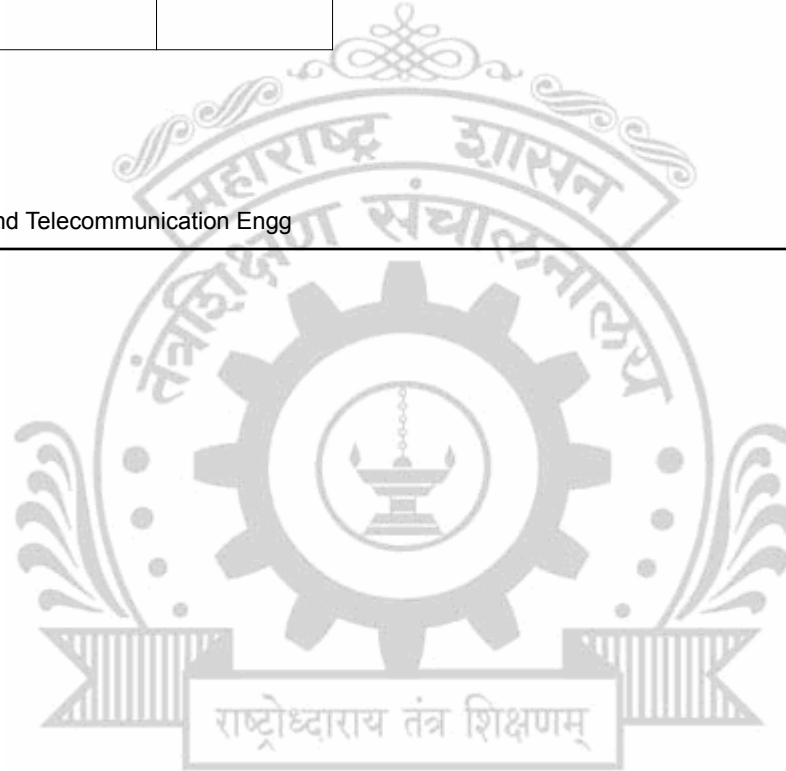 महाराष्ट्र शासन
nd Telecommunication Engg
तंत्रशिक्षण संचालनालय
राष्ट्रोध्दाराय तंत्र शिक्षणम्